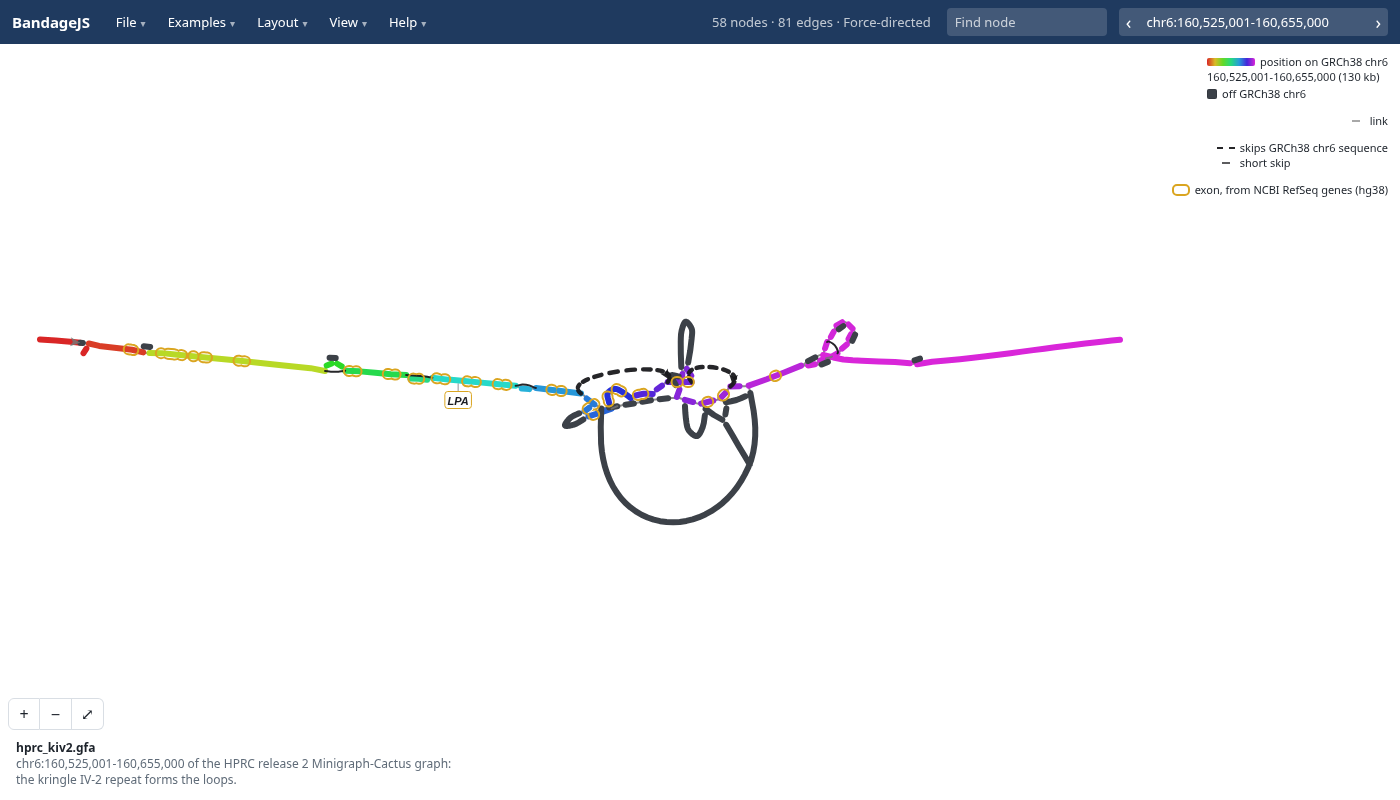 BandageJS File Examples Layout View Help 58 nodes · 81 edges · Force-directed Find node ‹ chr6:160,525,001-160,655,000 ›
position on GRCh38 chr6
160,525,001-160,655,000 (130 kb)
off GRCh38 chr6
link
skips GRCh38 chr6 sequence
short skip
exon, from NCBI RefSeq genes (hg38)
LPA
+ − ⤢
hprc_kiv2.gfa
chr6:160,525,001-160,655,000 of the HPRC release 2 Minigraph-Cactus graph:
the kringle IV-2 repeat forms the loops.